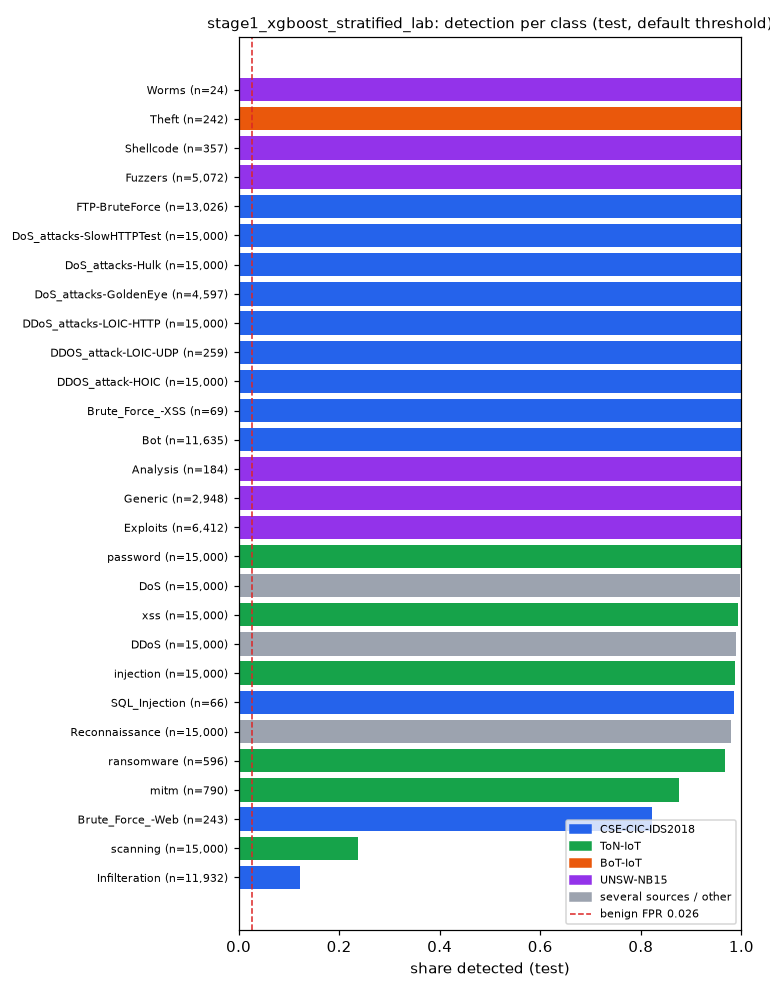 stage1_xgboost_stratified_lab: detection per class (test, default threshold)
Worms (n=24)
Theft (n=242)
Shellcode (n=357)
Fuzzers (n=5,072)
FTP-BruteForce (n=13,026)
DoS_attacks-SlowHTTPTest (n=15,000)
DoS_attacks-Hulk (n=15,000)
DoS_attacks-GoldenEye (n=4,597)
DDoS_attacks-LOIC-HTTP (n=15,000)
DDOS_attack-LOIC-UDP (n=259)
DDOS_attack-HOIC (n=15,000)
Brute_Force_-XSS (n=69)
Bot (n=11,635)
Analysis (n=184)
Generic (n=2,948)
Exploits (n=6,412)
password (n=15,000)
DoS (n=15,000)
xss (n=15,000)
DDoS (n=15,000)
injection (n=15,000)
SQL_Injection (n=66)
Reconnaissance (n=15,000)
ransomware (n=596)
mitm (n=790)
Brute_Force_-Web (n=243)
scanning (n=15,000)
Infilteration (n=11,932)
CSE-CIC-IDS2018
ToN-IoT
BoT-IoT
UNSW-NB15
several sources / other
benign FPR 0.026
0.0 0.2 0.4 0.6 0.8 1.0
share detected (test)